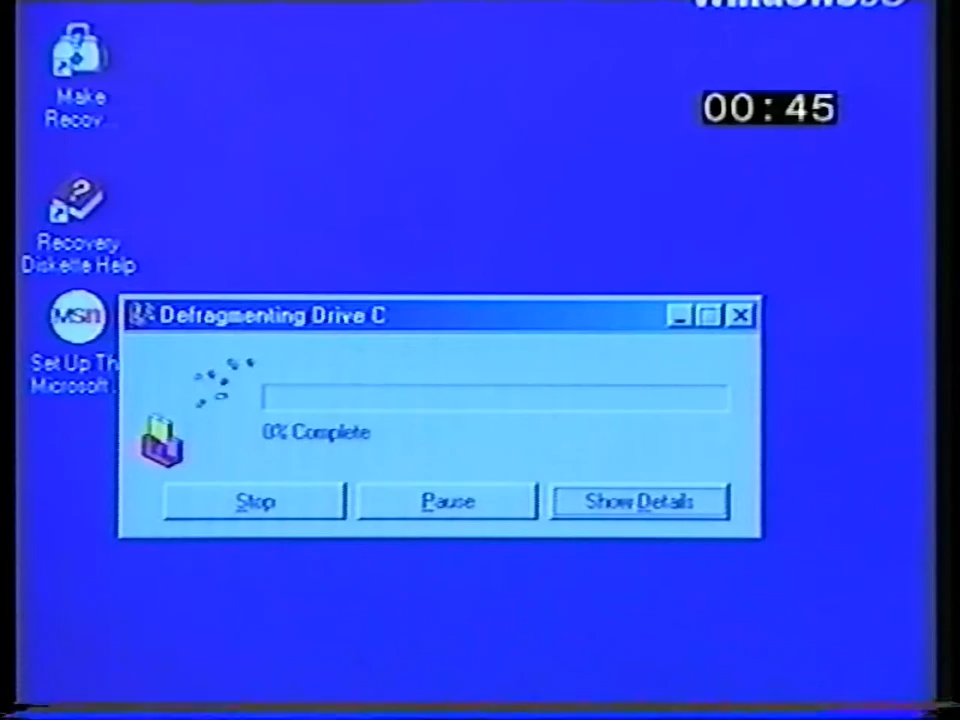 Make
Recov...
00:45
Recovery
Diskette Help
MSn
Set Up Th
Microsoft...
Defragmenting Drive C
0% Complete
Stop
Pause
Show Details